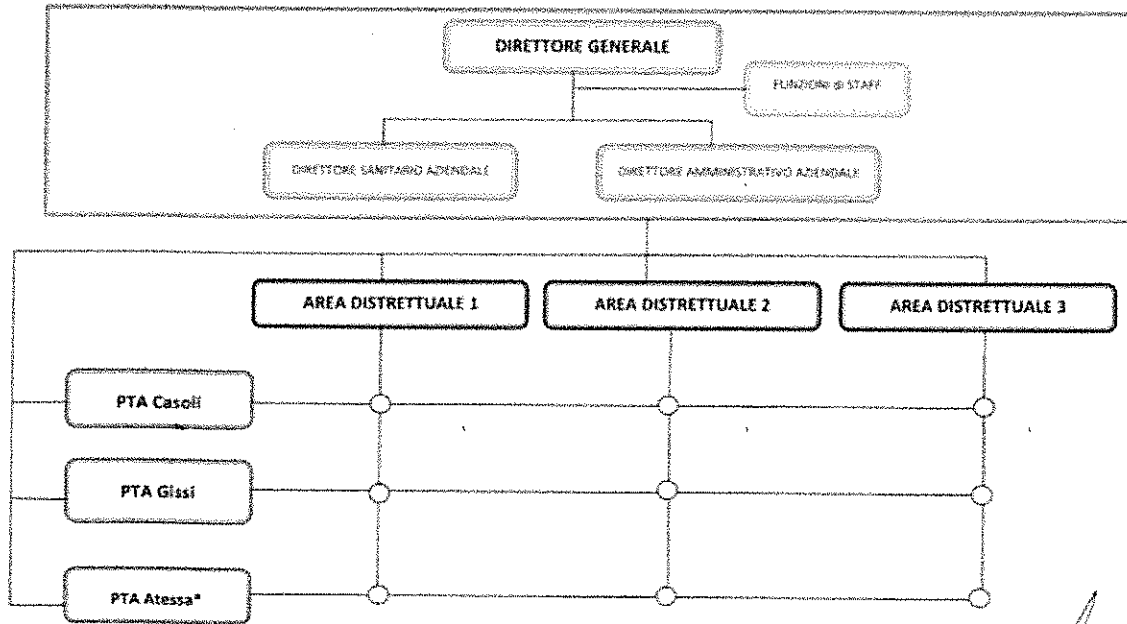 DIRETTORE GENERALE
FUNZIONI di STAFF
DIRETTORE SANITARIO AZIENDALE
DIRETTORE AMMINISTRATIVO AZIENDALE
AREA DISTRETTUALE 1
AREA DISTRETTUALE 2
AREA DISTRETTUALE 3
PTA Casoli
PTA Gissi
PTA Atessa*